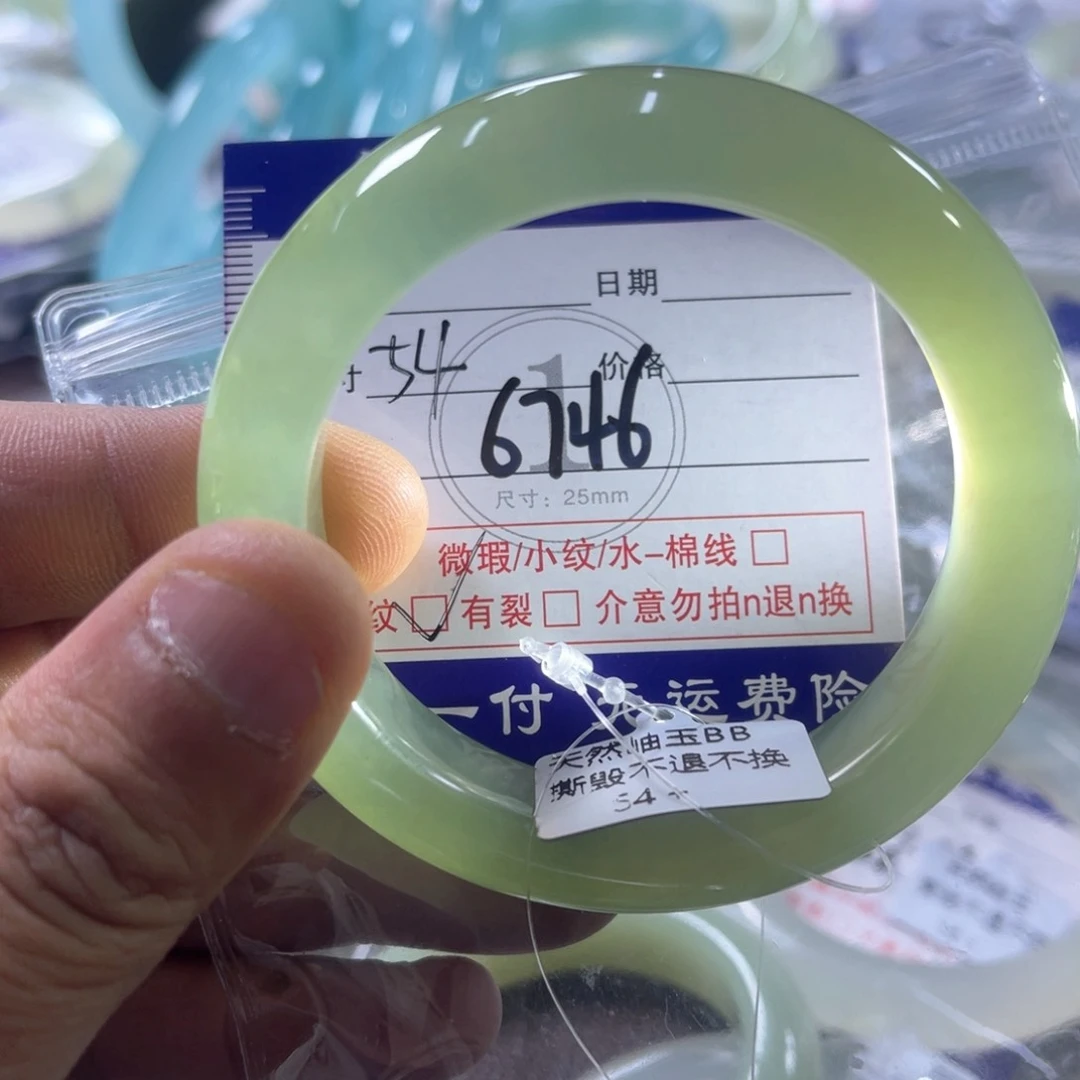 日期
寸 54 价格
1
6746
尺寸：25mm
微瑕/小纹/水-棉线 □
纹 □ 有裂 □ 介意勿拍n退n换
一付 运费险
天然岫玉BB
撕毁不退不换
54